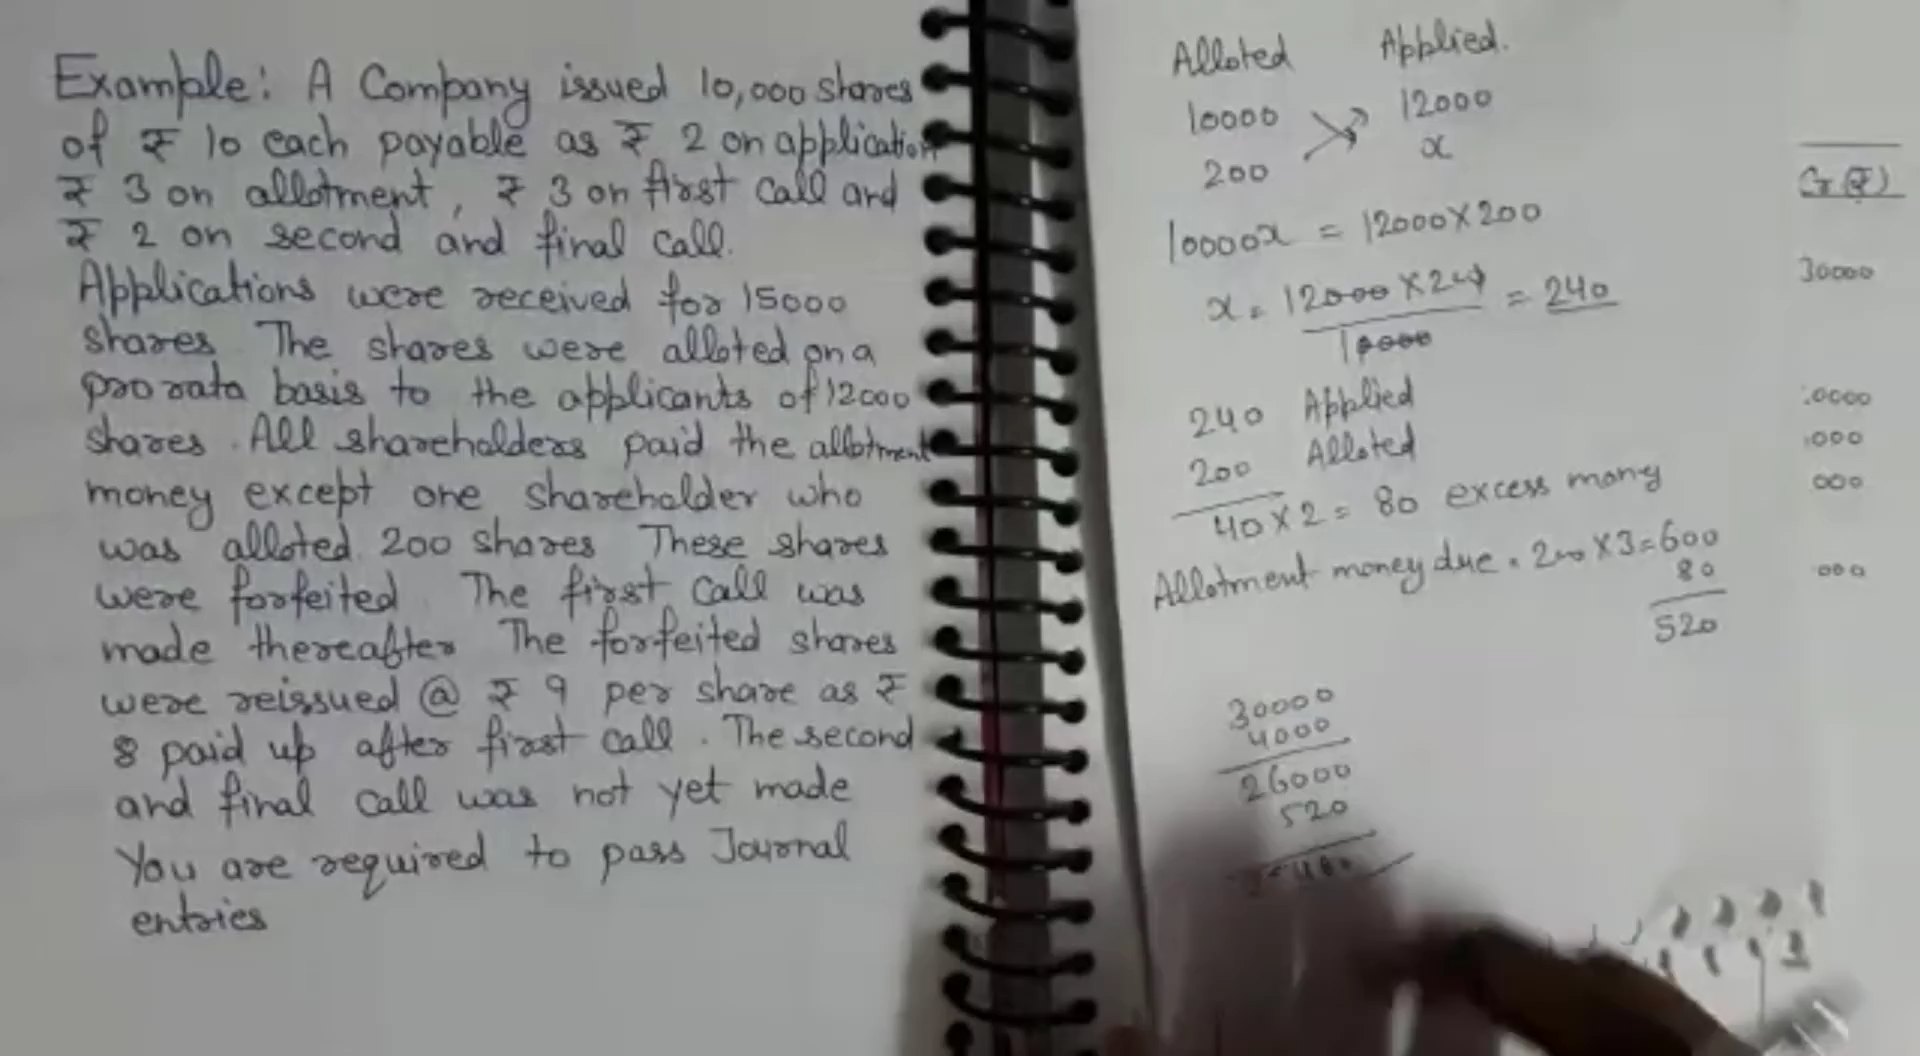 Example: A Company issued 10,000 shares
of ₹ 10 each payable as ₹ 2 on application
₹ 3 on allotment, ₹ 3 on first call and
₹ 2 on second and final call.
Applications were received for 15000
shares. The shares were alloted on a
pro rata basis to the applicants of 12000
shares. All shareholders paid the allotment
money except one shareholder who
was alloted 200 shares These shares
were forfeited. The first call was
made thereafter The forfeited shares
were reissued @ ₹ 9 per share as ₹
8 paid up after first call. The second
and final call was not yet made
You are required to pass Journal
entries
Alloted Applied.
10000 12000
200 x
10000x = 12000×200
x = 12000×200 = 240
10000
240 Applied
200 Alloted
40×2 = 80 excess mony
Allotment money due = 200×3=600
80
520
30000
4000
26000
520
Cr (₹)
30000
0000
000
000
000